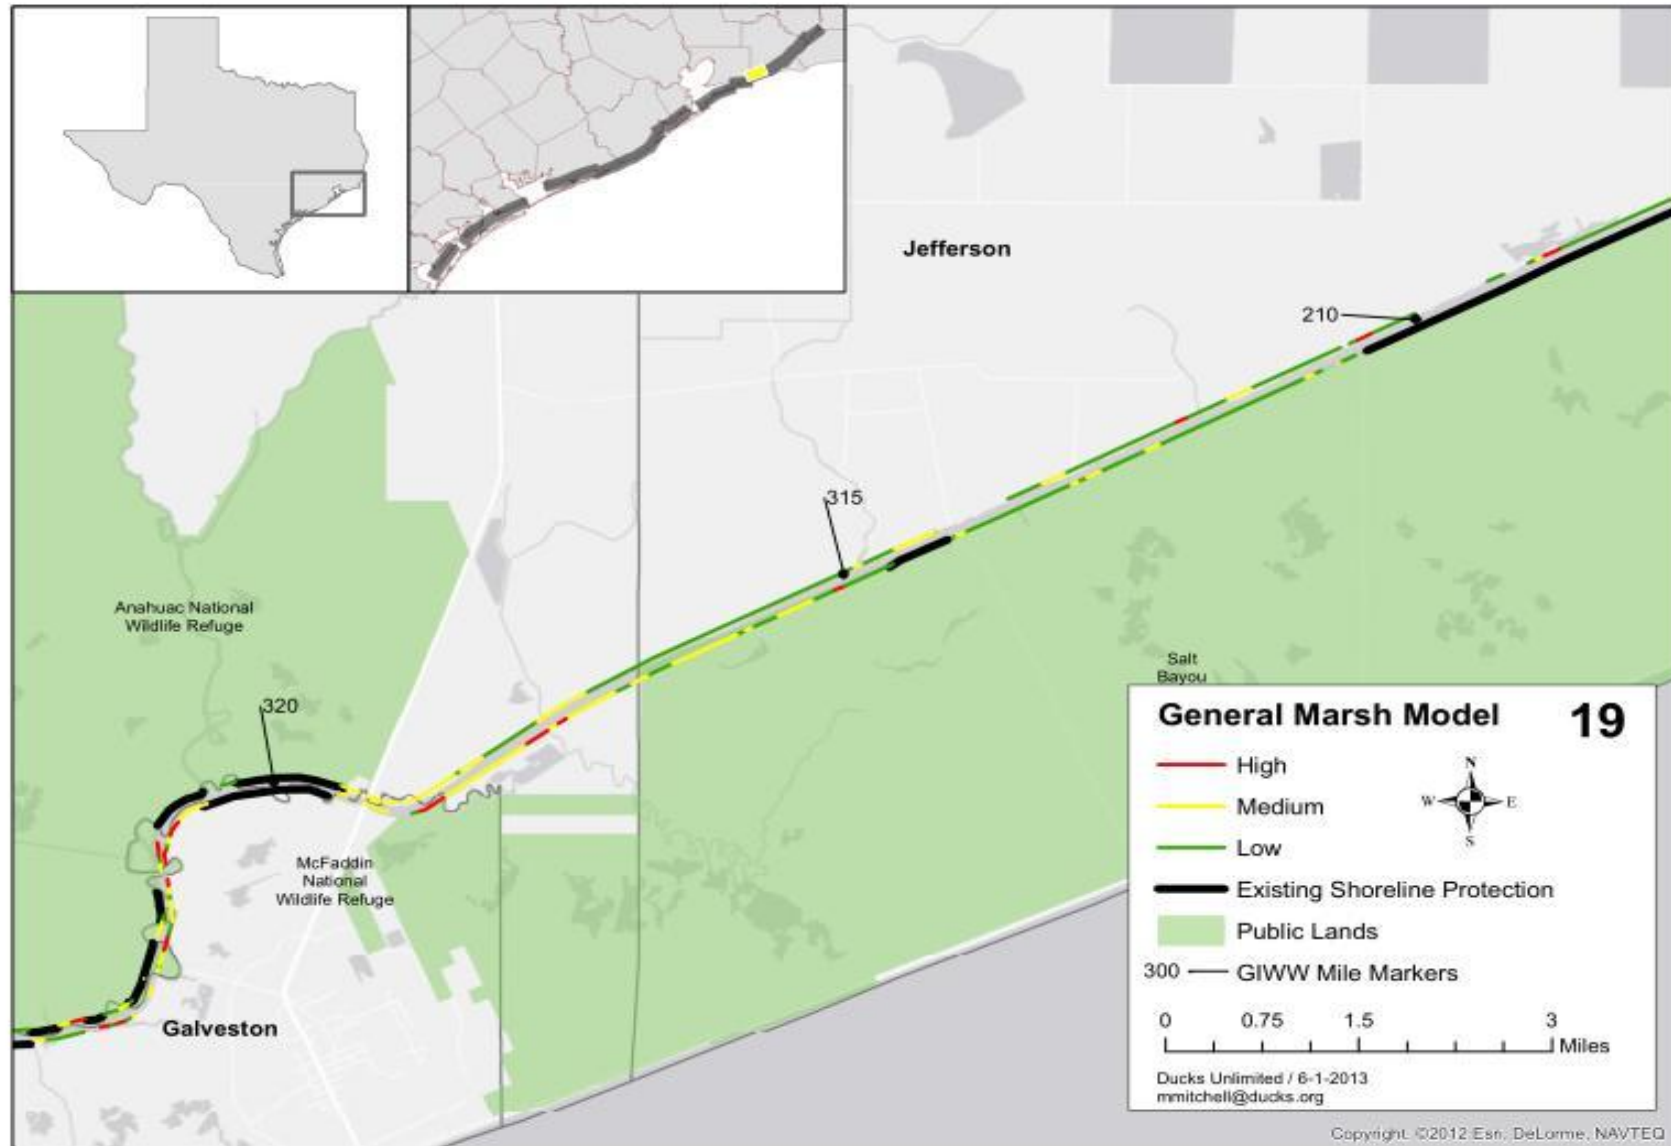 Jefferson
210
315
Anahuac National
Wildlife Refuge
320
Salt
Bayou
McFaddin
National
Wildlife Refuge
Galveston
General Marsh Model 19
High
Medium
Low
Existing Shoreline Protection
Public Lands
300 GIWW Mile Markers
N
W E
S
0 0.75 1.5 3
Miles
Ducks Unlimited / 6-1-2013
mmitchell@ducks.org
Copyright: ©2012 Esri, DeLorme, NAVTEQ